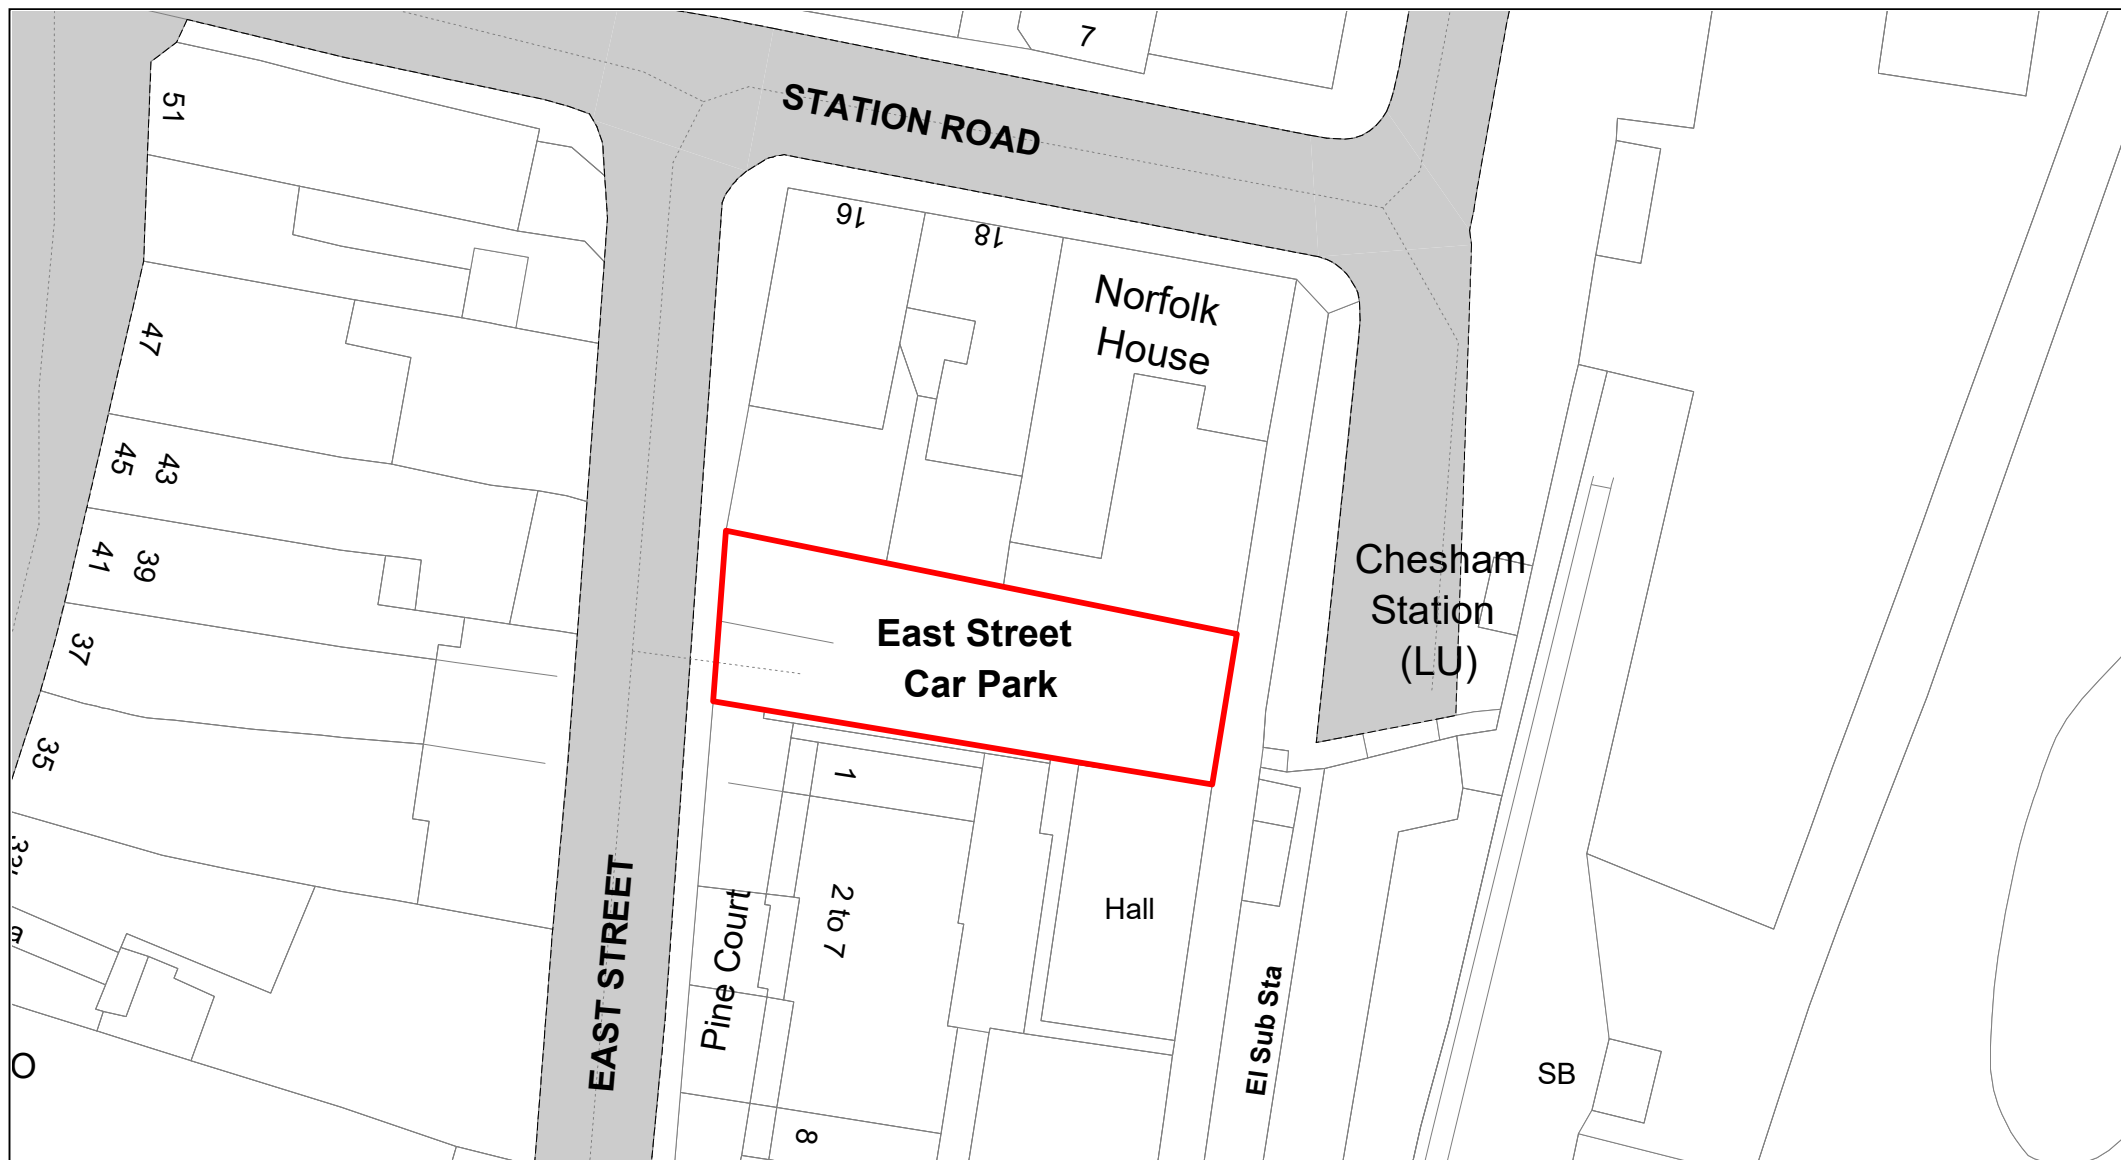 7
STATION ROAD
51
16
18
Norfolk
House
47
45
43
41
39
37
35
Chesham
Station
(LU)
East Street
Car Park
1
2 to 7
Pine Court
Hall
EAST STREET
El Sub Sta
SB
8
a
O